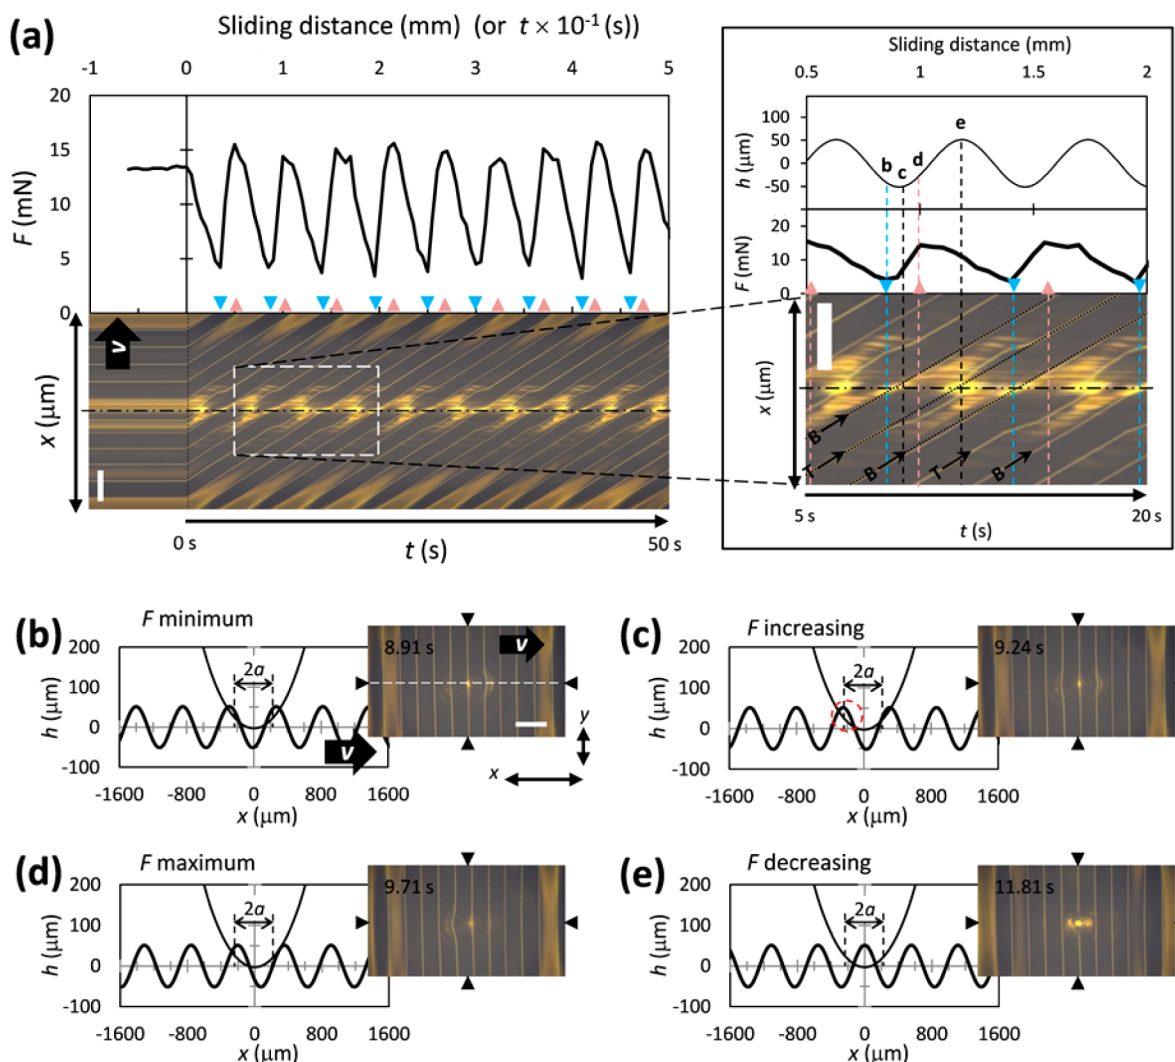 (a)
Sliding distance (mm) (or t × 10⁻¹ (s))
-1 0 1 2 3 4 5
20
15
10
5
0
F (mN)
v
x (μm)
0 s
50 s
t (s)
Sliding distance (mm)
0.5 1 1.5 2
100
50
0
-50
h (μm)
b
c
d
e
20
10
0
F (mN)
x (μm)
B
T
B
T
B
5 s
20 s
t (s)
(b)
F minimum
200
100
0
-100
h (μm)
2a
v
-1600 -800 0 800 1600
x (μm)
8.91 s
v
y
x
(c)
F increasing
200
100
0
-100
h (μm)
2a
-1600 -800 0 800 1600
x (μm)
9.24 s
(d)
F maximum
200
100
0
-100
h (μm)
2a
-1600 -800 0 800 1600
x (μm)
9.71 s
(e)
F decreasing
200
100
0
-100
h (μm)
2a
-1600 -800 0 800 1600
x (μm)
11.81 s